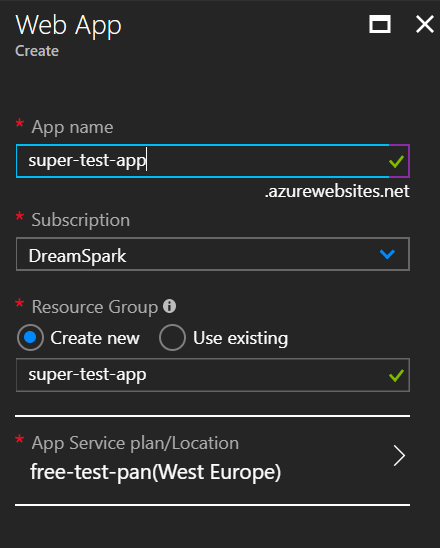 Web App
Create
* App name
super-test-app
.azurewebsites.net
* Subscription
DreamSpark
* Resource Group
Create new Use existing
super-test-app
* App Service plan/Location
free-test-pan(West Europe)